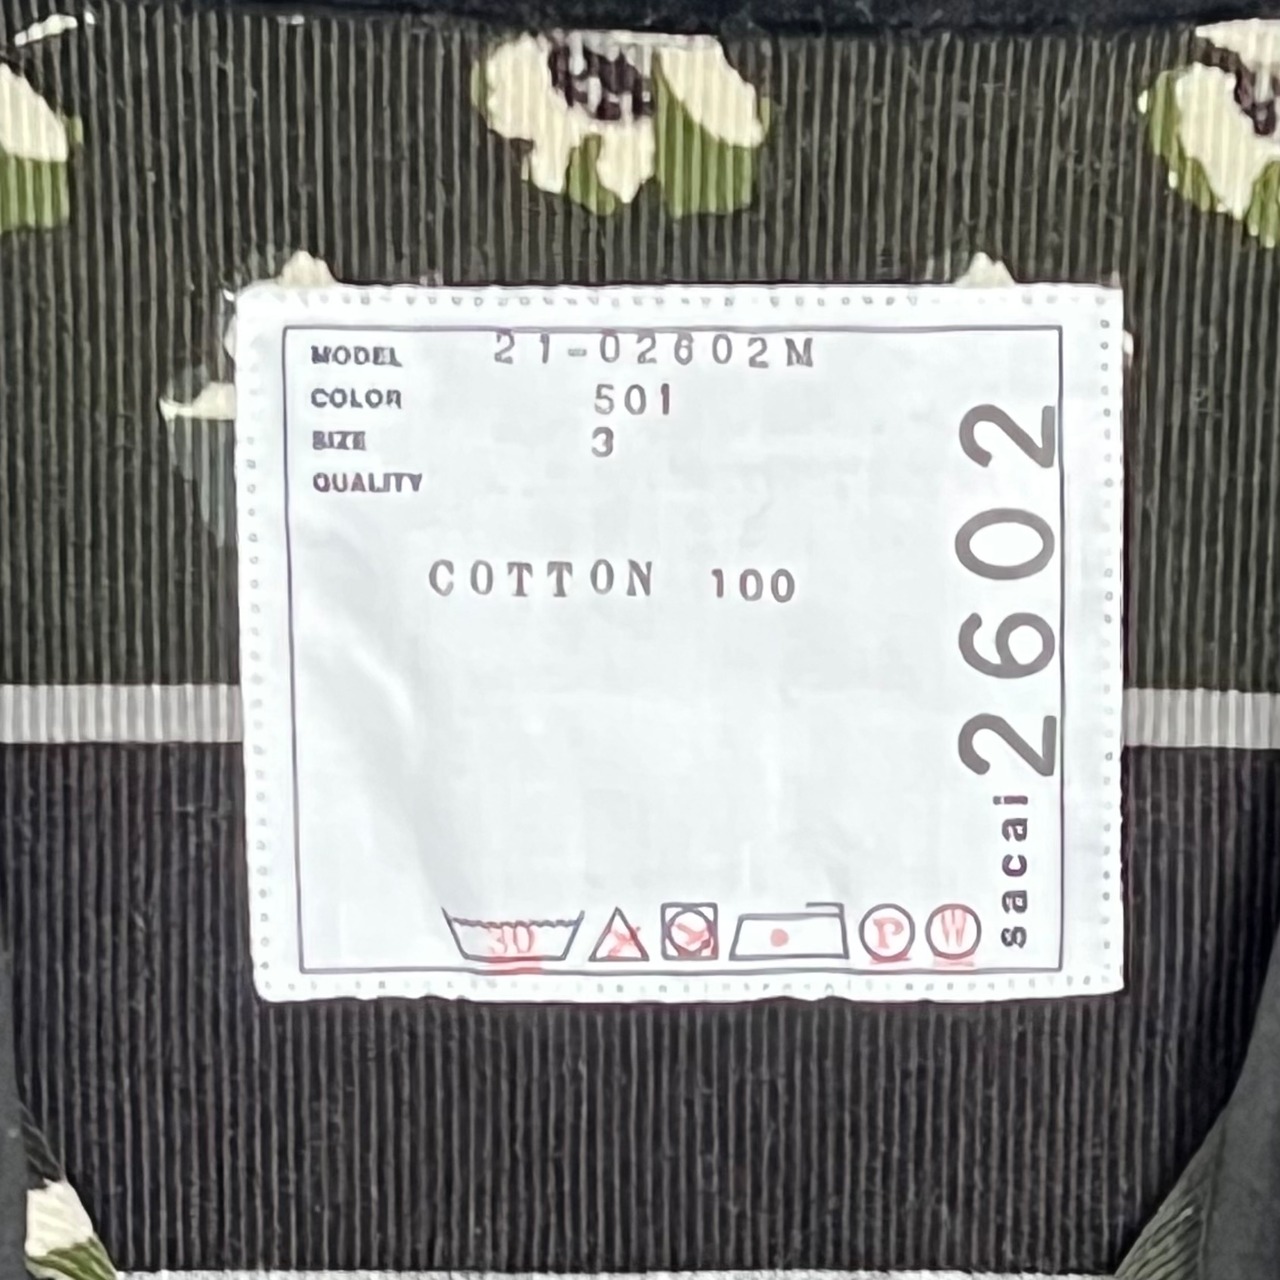 MODEL 21-02602M
COLOR 501
SIZE 3
QUALITY
COTTON 100
30 P W
sacai 2602